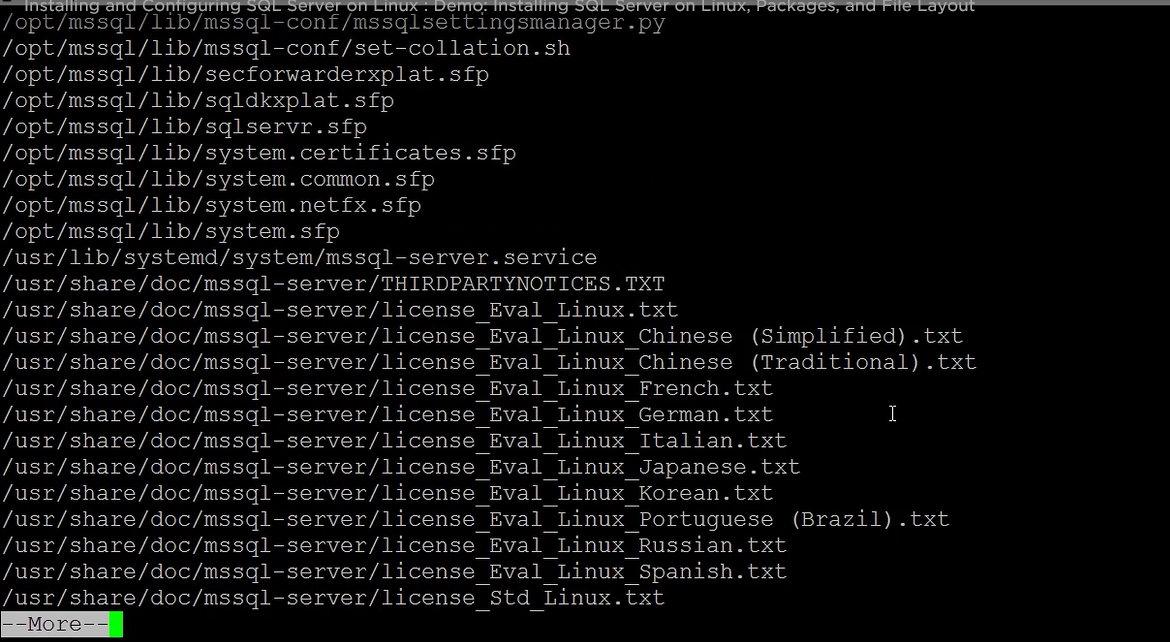 Installing and Configuring SQL Server on Linux : Demo: Installing SQL Server on Linux, Packages, and File Layout
/opt/mssql/lib/mssql-conf/mssqlsettingsmanager.py
/opt/mssql/lib/mssql-conf/set-collation.sh
/opt/mssql/lib/secforwarderxplat.sfp
/opt/mssql/lib/sqldkxplat.sfp
/opt/mssql/lib/sqlservr.sfp
/opt/mssql/lib/system.certificates.sfp
/opt/mssql/lib/system.common.sfp
/opt/mssql/lib/system.netfx.sfp
/opt/mssql/lib/system.sfp
/usr/lib/systemd/system/mssql-server.service
/usr/share/doc/mssql-server/THIRDPARTYNOTICES.TXT
/usr/share/doc/mssql-server/license_Eval_Linux.txt
/usr/share/doc/mssql-server/license_Eval_Linux_Chinese (Simplified).txt
/usr/share/doc/mssql-server/license_Eval_Linux_Chinese (Traditional).txt
/usr/share/doc/mssql-server/license_Eval_Linux_French.txt
/usr/share/doc/mssql-server/license_Eval_Linux_German.txt
/usr/share/doc/mssql-server/license_Eval_Linux_Italian.txt
/usr/share/doc/mssql-server/license_Eval_Linux_Japanese.txt
/usr/share/doc/mssql-server/license_Eval_Linux_Korean.txt
/usr/share/doc/mssql-server/license_Eval_Linux_Portuguese (Brazil).txt
/usr/share/doc/mssql-server/license_Eval_Linux_Russian.txt
/usr/share/doc/mssql-server/license_Eval_Linux_Spanish.txt
/usr/share/doc/mssql-server/license_Std_Linux.txt
--More--